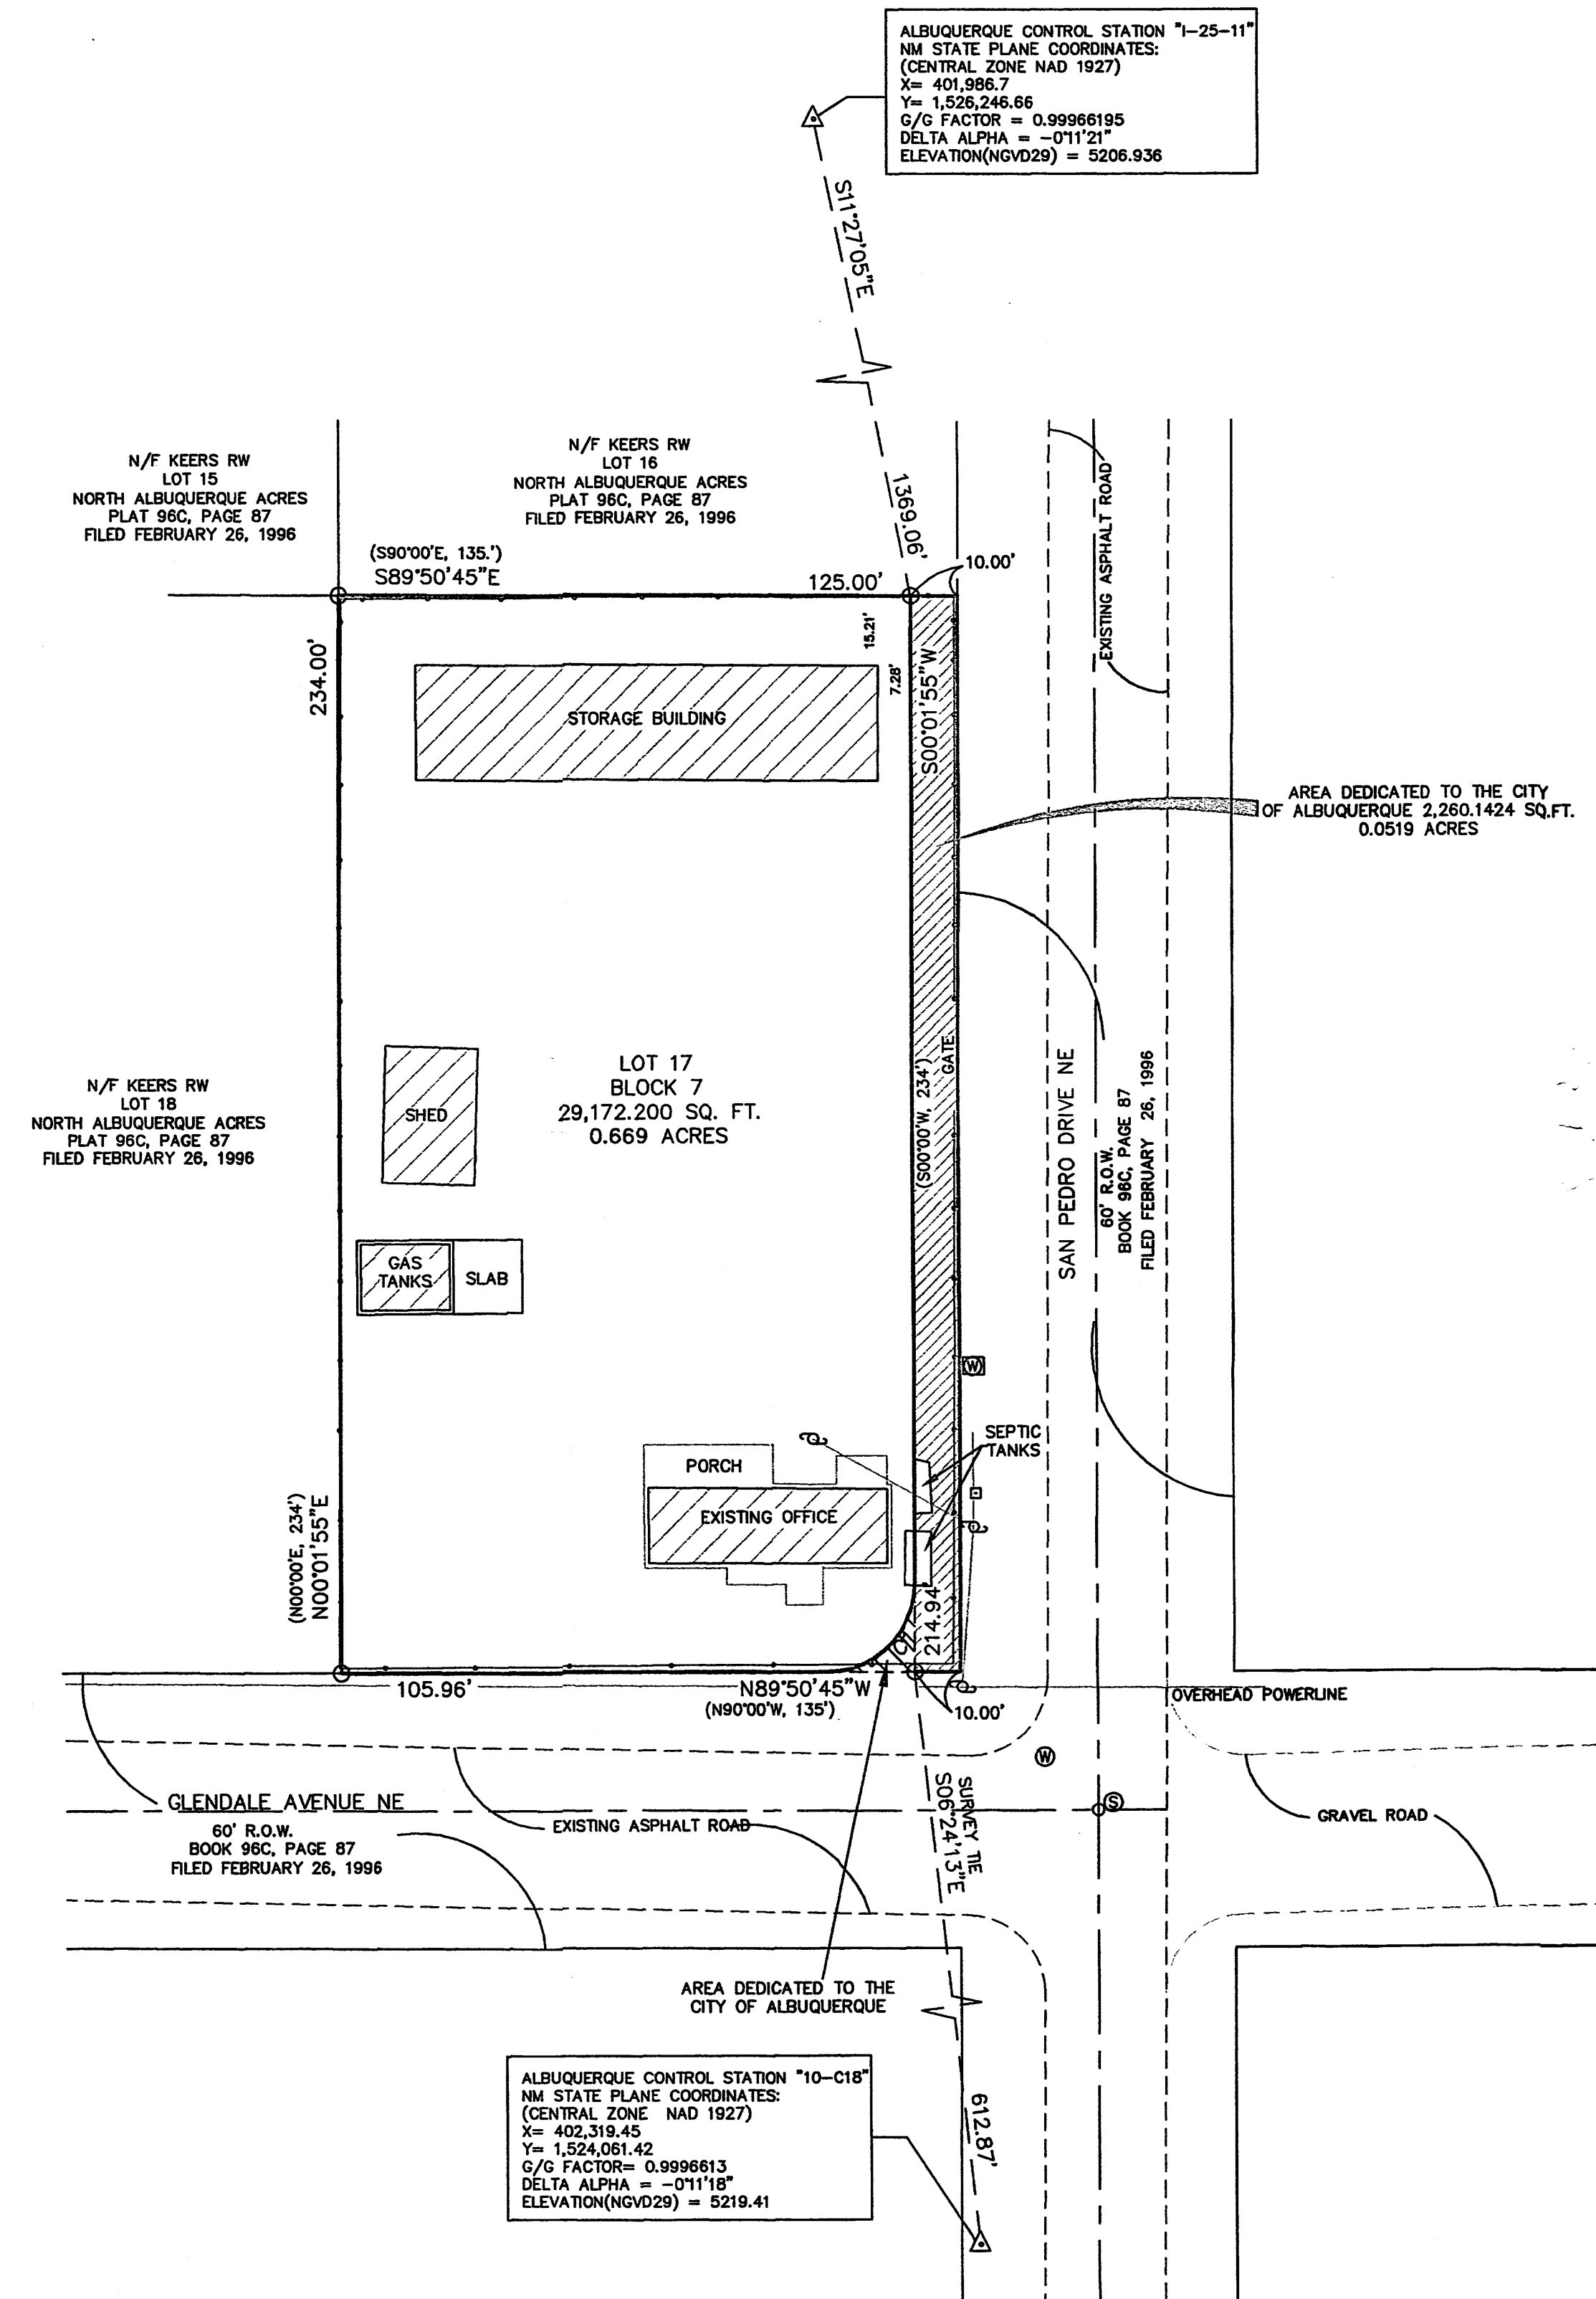 ALBUQUERQUE CONTROL STATION "I-25-11"
NM STATE PLANE COORDINATES:
(CENTRAL ZONE NAD 1927)
X= 401,986.7
Y= 1,526,246.66
G/G FACTOR = 0.99966195
DELTA ALPHA = -0°11'21"
ELEVATION(NGVD29) = 5206.936
S11°27'05"E
1369.06'
N/F KEERS RW
LOT 15
NORTH ALBUQUERQUE ACRES
PLAT 96C, PAGE 87
FILED FEBRUARY 26, 1996
N/F KEERS RW
LOT 16
NORTH ALBUQUERQUE ACRES
PLAT 96C, PAGE 87
FILED FEBRUARY 26, 1996
(S90°00'E, 135.')
S89°50'45"E
125.00'
10.00'
EXISTING ASPHALT ROAD
234.00'
15.21'
7.28'
S00°01'55"W
STORAGE BUILDING
AREA DEDICATED TO THE CITY
OF ALBUQUERQUE 2,260.1424 SQ.FT.
0.0519 ACRES
N/F KEERS RW
LOT 18
NORTH ALBUQUERQUE ACRES
PLAT 96C, PAGE 87
FILED FEBRUARY 26, 1996
SHED
LOT 17
BLOCK 7
29,172.200 SQ. FT.
0.669 ACRES
(S00°00'W, 234')
GATE
SAN PEDRO DRIVE NE
60' R.O.W.
BOOK 96C, PAGE 87
FILED FEBRUARY 26, 1996
GAS
TANKS
SLAB
W
SEPTIC
TANKS
PORCH
EXISTING OFFICE
(N00°00'E, 234')
N00°01'55"E
C1
214.94'
105.96'
N89°50'45"W
(N90°00'W, 135')
10.00'
OVERHEAD POWERLINE
W
S
GLENDALE AVENUE NE
60' R.O.W.
BOOK 96C, PAGE 87
FILED FEBRUARY 26, 1996
EXISTING ASPHALT ROAD
SURVEY TIE
S06°24'13"E
GRAVEL ROAD
AREA DEDICATED TO THE
CITY OF ALBUQUERQUE
ALBUQUERQUE CONTROL STATION "10-C18"
NM STATE PLANE COORDINATES:
(CENTRAL ZONE NAD 1927)
X= 402,319.45
Y= 1,524,061.42
G/G FACTOR= 0.9996613
DELTA ALPHA = -0°11'18"
ELEVATION(NGVD29) = 5219.41
612.87'